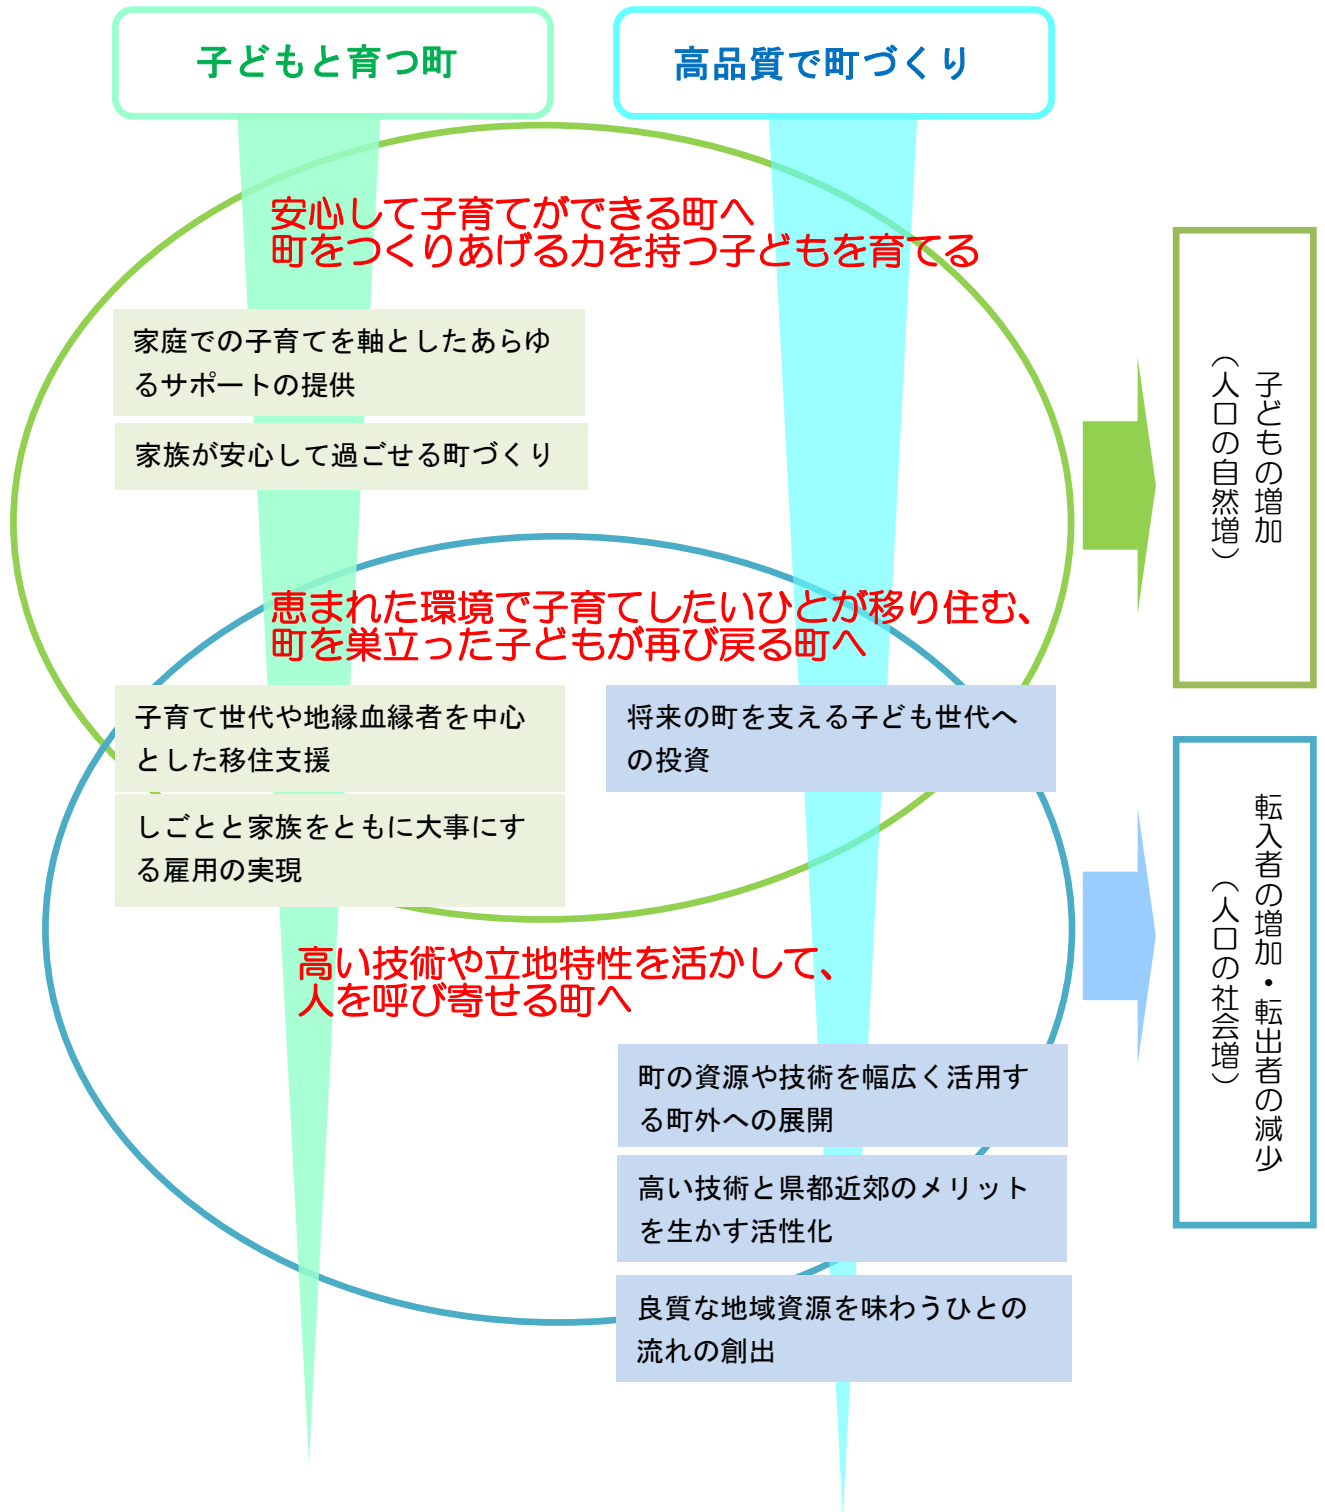 子どもと育つ町
高品質で町づくり
安心して子育てができる町へ
町をつくりあげる力を持つ子どもを育てる
家庭での子育てを軸としたあらゆ
るサポートの提供
家族が安心して過ごせる町づくり
子どもの増加
（人口の自然増）
恵まれた環境で子育てしたいひとが移り住む、
町を巣立った子どもが再び戻る町へ
子育て世代や地縁血縁者を中心
とした移住支援
将来の町を支える子ども世代へ
の投資
しごとと家族をともに大事にす
る雇用の実現
転入者の増加・転出者の減少
（人口の社会増）
高い技術や立地特性を活かして、
人を呼び寄せる町へ
町の資源や技術を幅広く活用す
る町外への展開
高い技術と県都近郊のメリット
を生かす活性化
良質な地域資源を味わうひとの
流れの創出